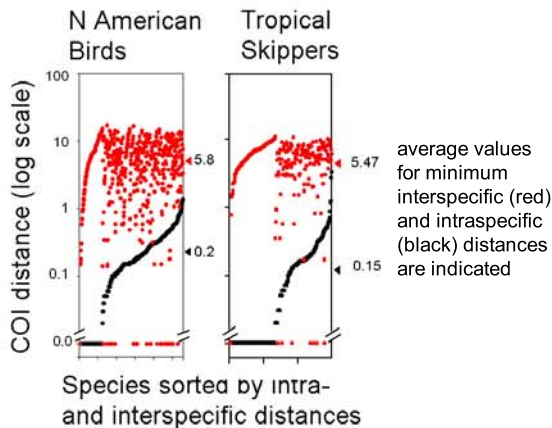 N American
Birds
Tropical
Skippers
COI distance (log scale)
100
10
1
0.1
0.0
5.8
0.2
5.47
0.15
average values
for minimum
interspecific (red)
and intraspecific
(black) distances
are indicated
Species sorted by intra-
and interspecific distances